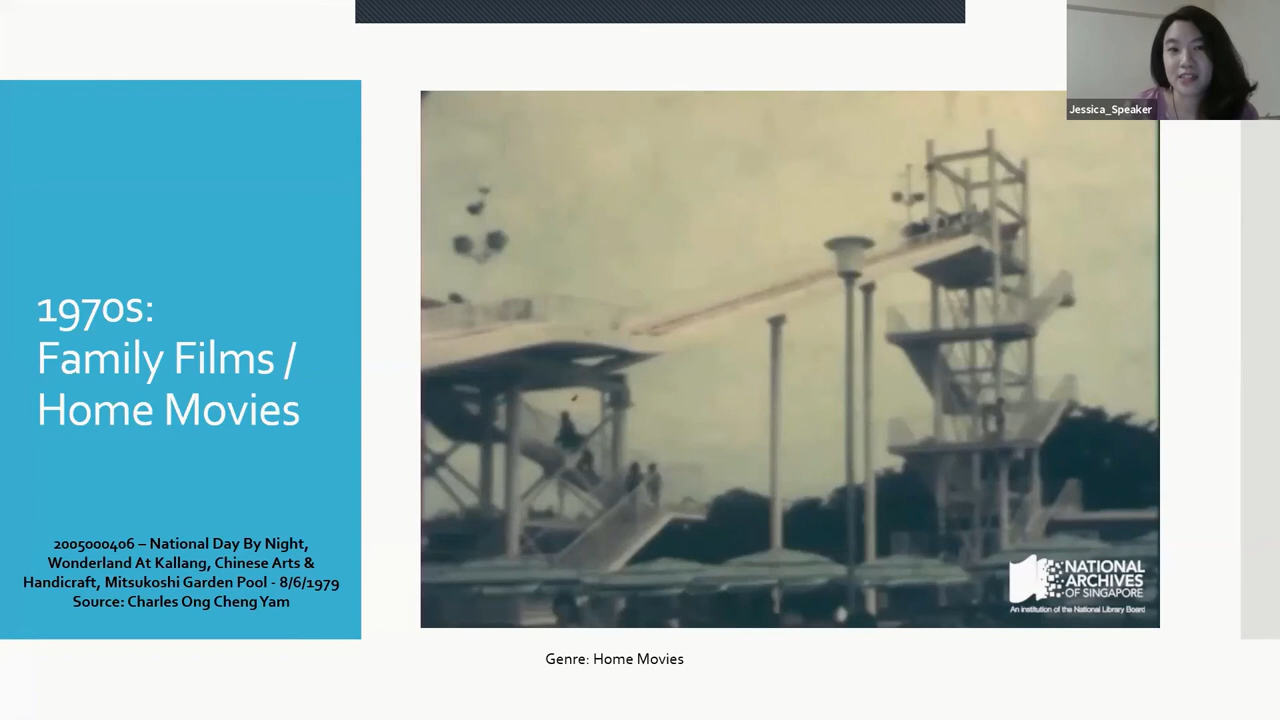 Jessica_Speaker
1970s:
Family Films /
Home Movies
2005000406 – National Day By Night,
Wonderland At Kallang, Chinese Arts &
Handicraft, Mitsukoshi Garden Pool - 8/6/1979
Source: Charles Ong Cheng Yam
NATIONAL
ARCHIVES
OF SINGAPORE
An institution of the National Library Board
Genre: Home Movies